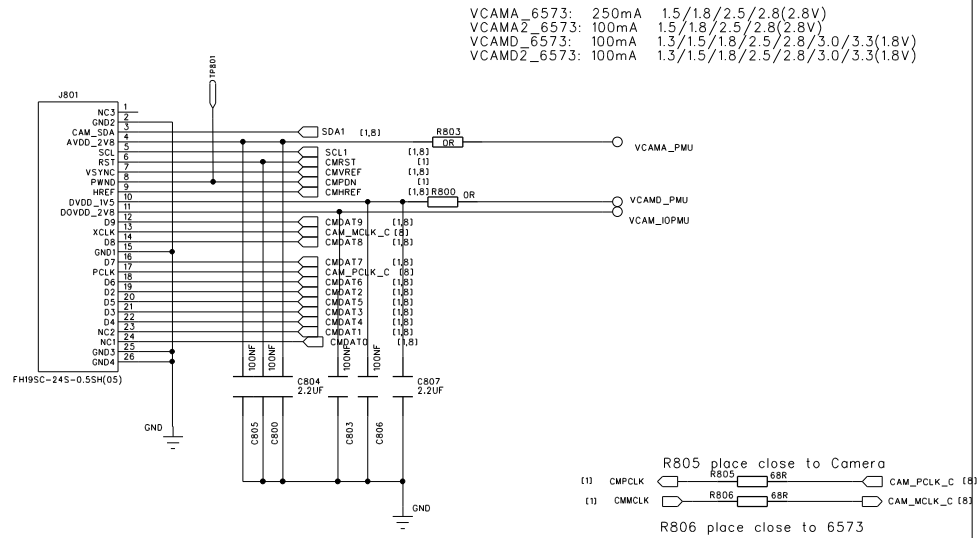 VCAMA_6573: 250mA 1.5/1.8/2.5/2.8(2.8V)
VCAMA2_6573: 100mA 1.5/1.8/2.5/2.8(2.8V)
VCAMD_6573: 100mA 1.3/1.5/1.8/2.5/2.8/3.0/3.3(1.8V)
VCAMD2_6573: 100mA 1.3/1.5/1.8/2.5/2.8/3.0/3.3(1.8V)
TP801
J801
NC3 1
GND2 2
CAM_SDA 3 SDA1 [1,8]
AVDD_2V8 4 R803 0R VCAMA_PMU
SCL 5 SCL1 [1,8]
RST 6 CMRST [1]
VSYNC 7 CMVREF [1,8]
PWND 8 CMPDN [1]
HREF 9 CMHREF [1,8]
DVDD_1V5 10 R800 0R VCAMD_PMU
DOVDD_2V8 11 VCAM_IOPMU
D9 12 CMDAT9 [1,8]
XCLK 13 CAM_MCLK_C [8]
D8 14 CMDAT8 [1,8]
GND1 15
D7 16 CMDAT7 [1,8]
PCLK 17 CAM_PCLK_C [8]
D6 18 CMDAT6 [1,8]
D2 19 CMDAT2 [1,8]
D5 20 CMDAT5 [1,8]
D3 21 CMDAT3 [1,8]
D4 22 CMDAT4 [1,8]
NC2 23 CMDAT1 [1,8]
NC1 24 CMDAT0 [1,8]
GND3 25
GND4 26
FH19SC-24S-0.5SH(05)
100NF 100NF 100NF 100NF
C804 2.2UF
C807 2.2UF
C805 C800 C803 C806
GND
GND
R805 place close to Camera
[1] CMPCLK R805 68R CAM_PCLK_C [8]
[1] CMMCLK R806 68R CAM_MCLK_C [8]
R806 place close to 6573